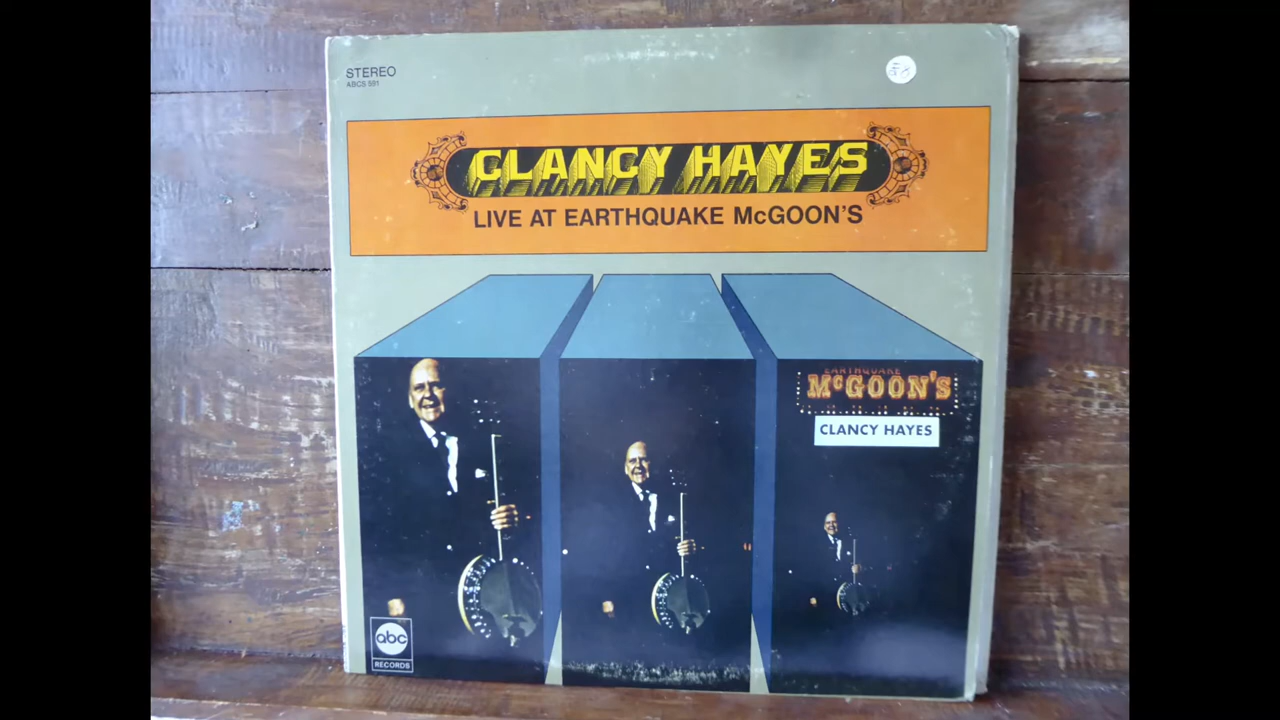 STEREO
ABCS 591
CLANCY HAYES
LIVE AT EARTHQUAKE McGOON'S
EARTHQUAKE
McGOON'S
CLANCY HAYES
abc
RECORDS